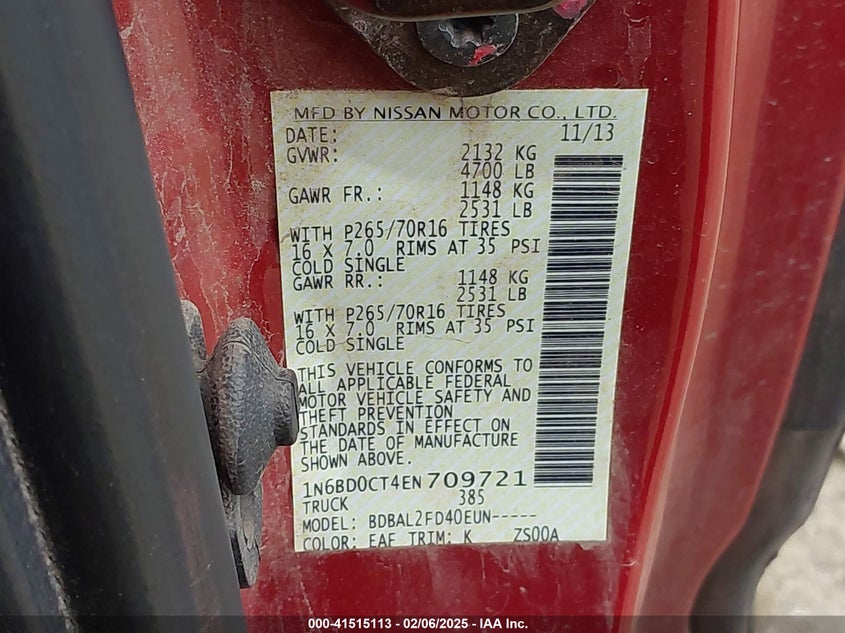 MFD BY NISSAN MOTOR CO., LTD.
DATE: 11/13
GVWR: 2132 KG
4700 LB
GAWR FR.: 1148 KG
2531 LB
WITH P265/70R16 TIRES
16 X 7.0 RIMS AT 35 PSI
COLD SINGLE
GAWR RR.: 1148 KG
2531 LB
WITH P265/70R16 TIRES
16 X 7.0 RIMS AT 35 PSI
COLD SINGLE
THIS VEHICLE CONFORMS TO
ALL APPLICABLE FEDERAL
MOTOR VEHICLE SAFETY AND
THEFT PREVENTION
STANDARDS IN EFFECT ON
THE DATE OF MANUFACTURE
SHOWN ABOVE.
1N6BD0CT4EN709721
TRUCK 385
MODEL: BDBAL2FD40EUN-----
COLOR: EAF TRIM: K ZS00A
000-41515113 - 02/06/2025 - IAA Inc.